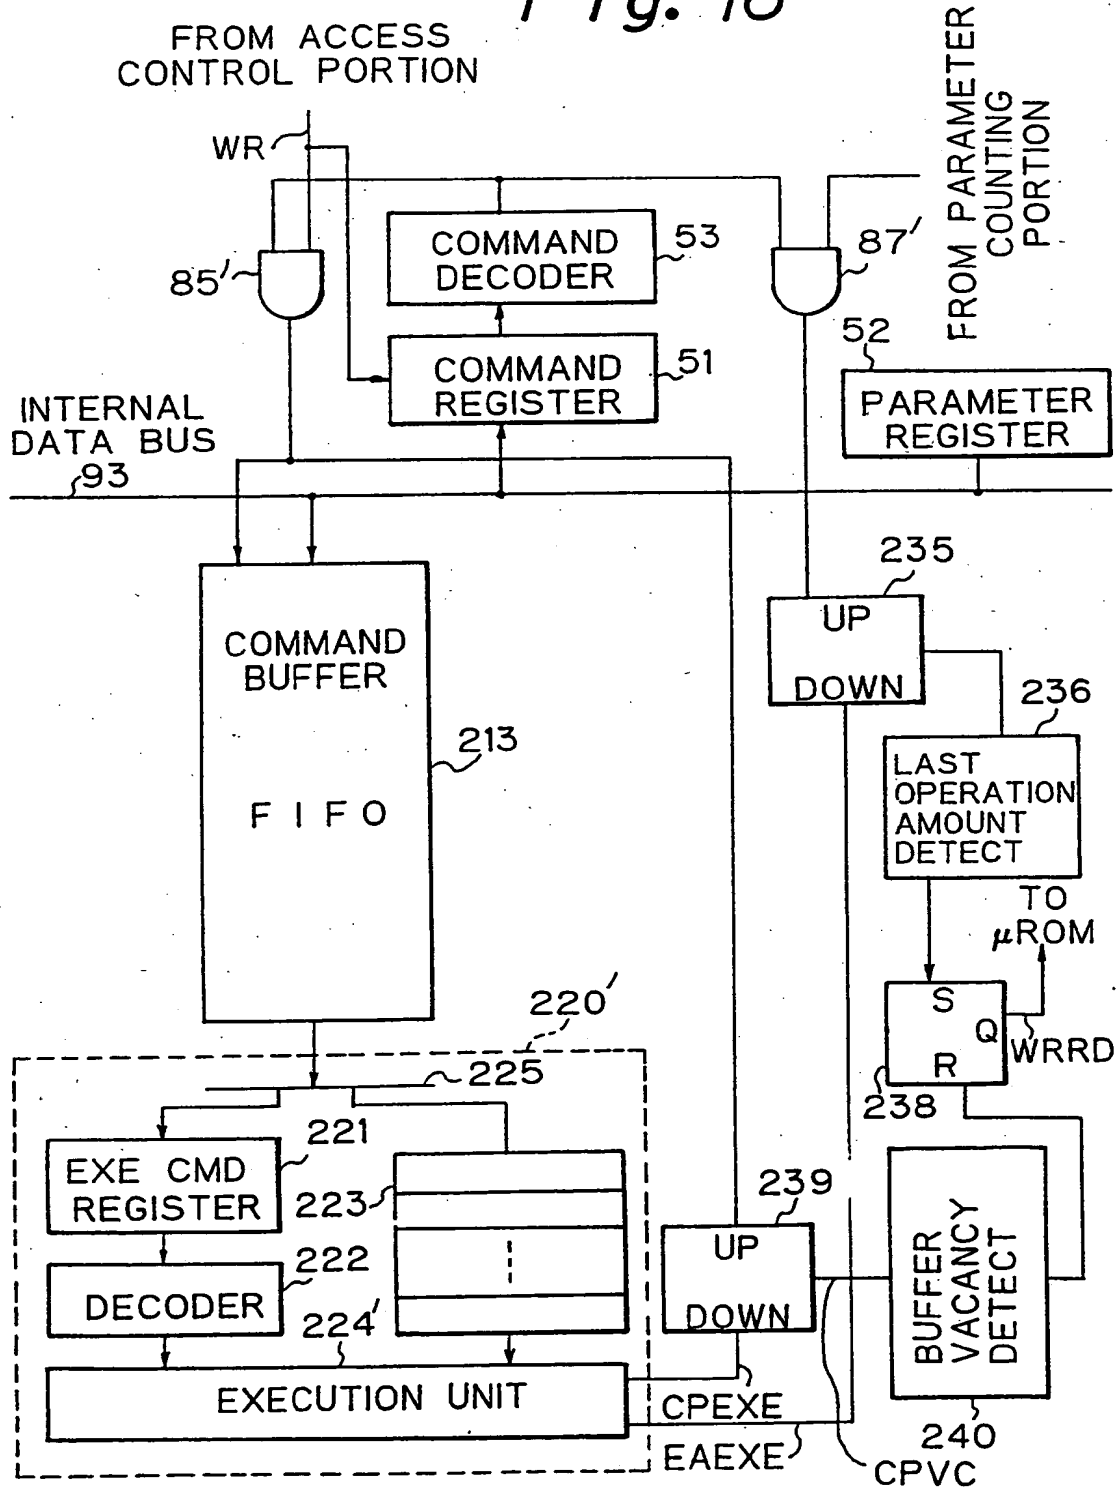 Fig. 10
FROM ACCESS
CONTROL PORTION
WR
FROM PARAMETER
COUNTING
PORTION
85'
COMMAND
DECODER
53
87'
COMMAND
REGISTER
51
52
PARAMETER
REGISTER
INTERNAL
DATA BUS
93
COMMAND
BUFFER
FIFO
213
235
UP
DOWN
236
LAST
OPERATION
AMOUNT
DETECT
TO
μROM
S
Q
R
WRRD
238
220'
225
EXE CMD
REGISTER
221
223
DECODER
222
224'
EXECUTION UNIT
239
UP
DOWN
BUFFER
VACANCY
DETECT
240
CPEXE
EAEXE
CPVC